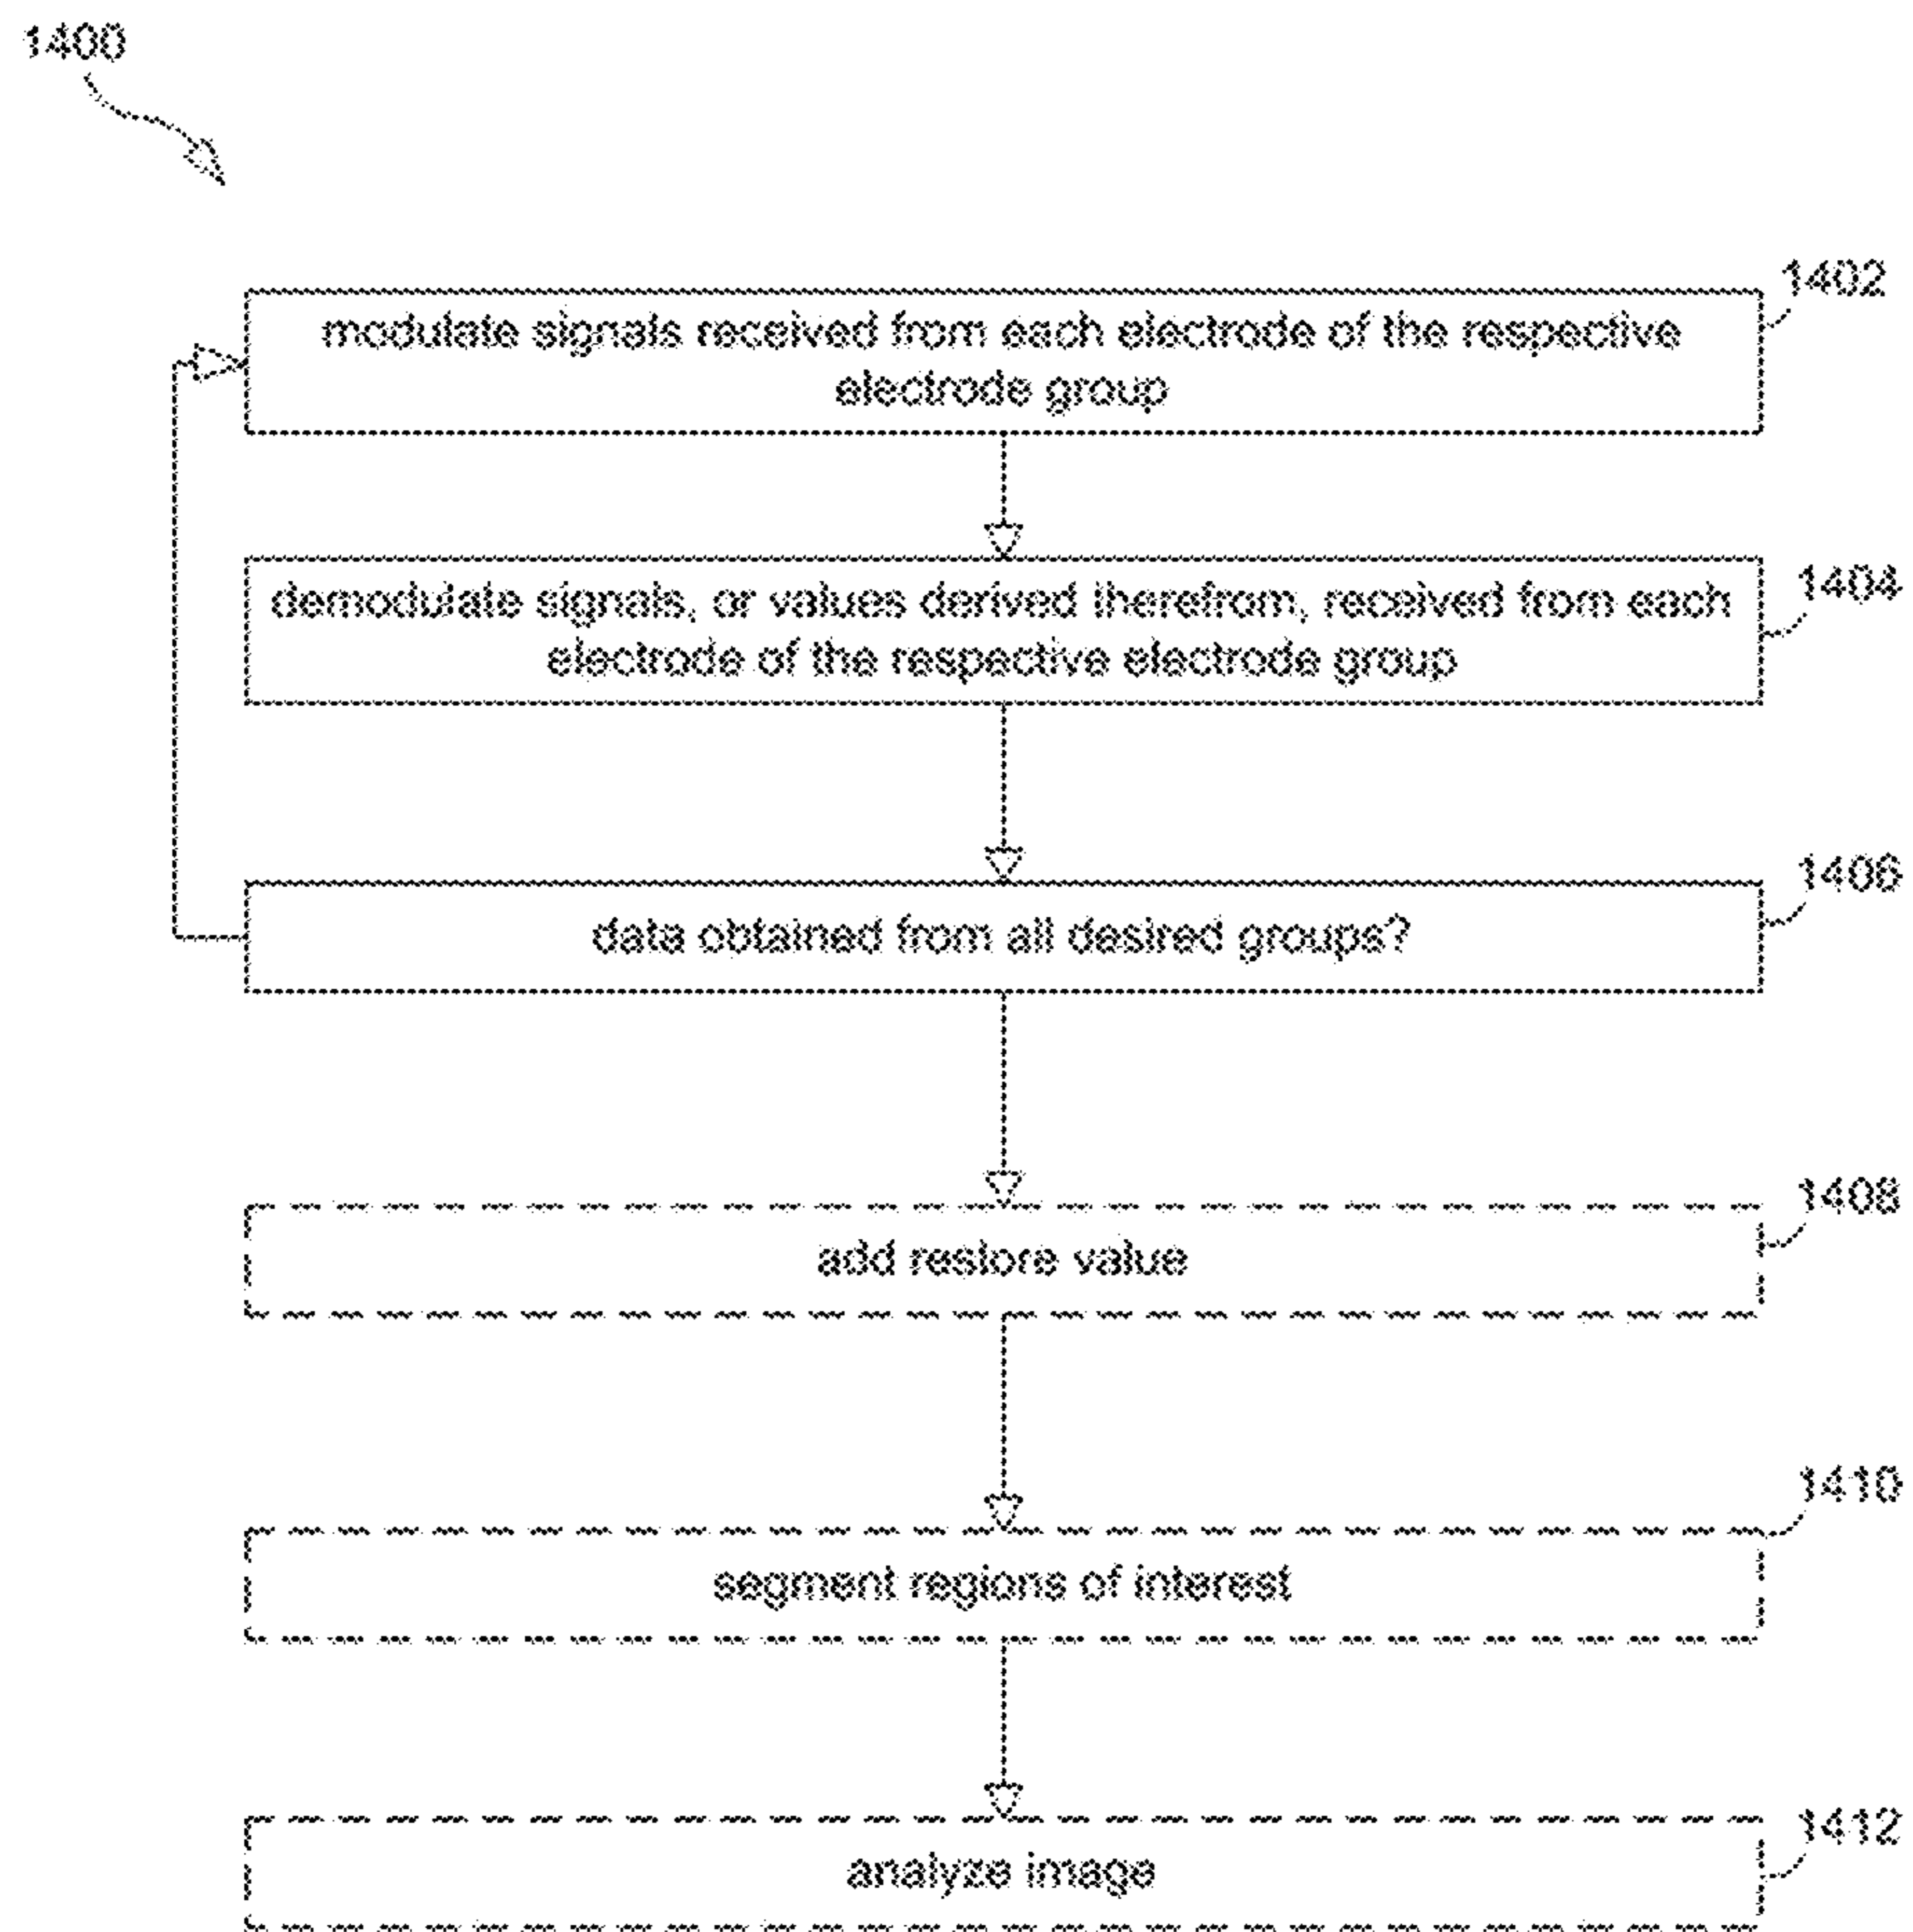 1400
1402
modulate signals received from each electrode of the respective
electrode group
1404
demodulate signals, or values derived therefrom, received from each
electrode of the respective electrode group
1406
data obtained from all desired groups?
1408
add restore value
1410
segment regions of interest
1412
analyze image